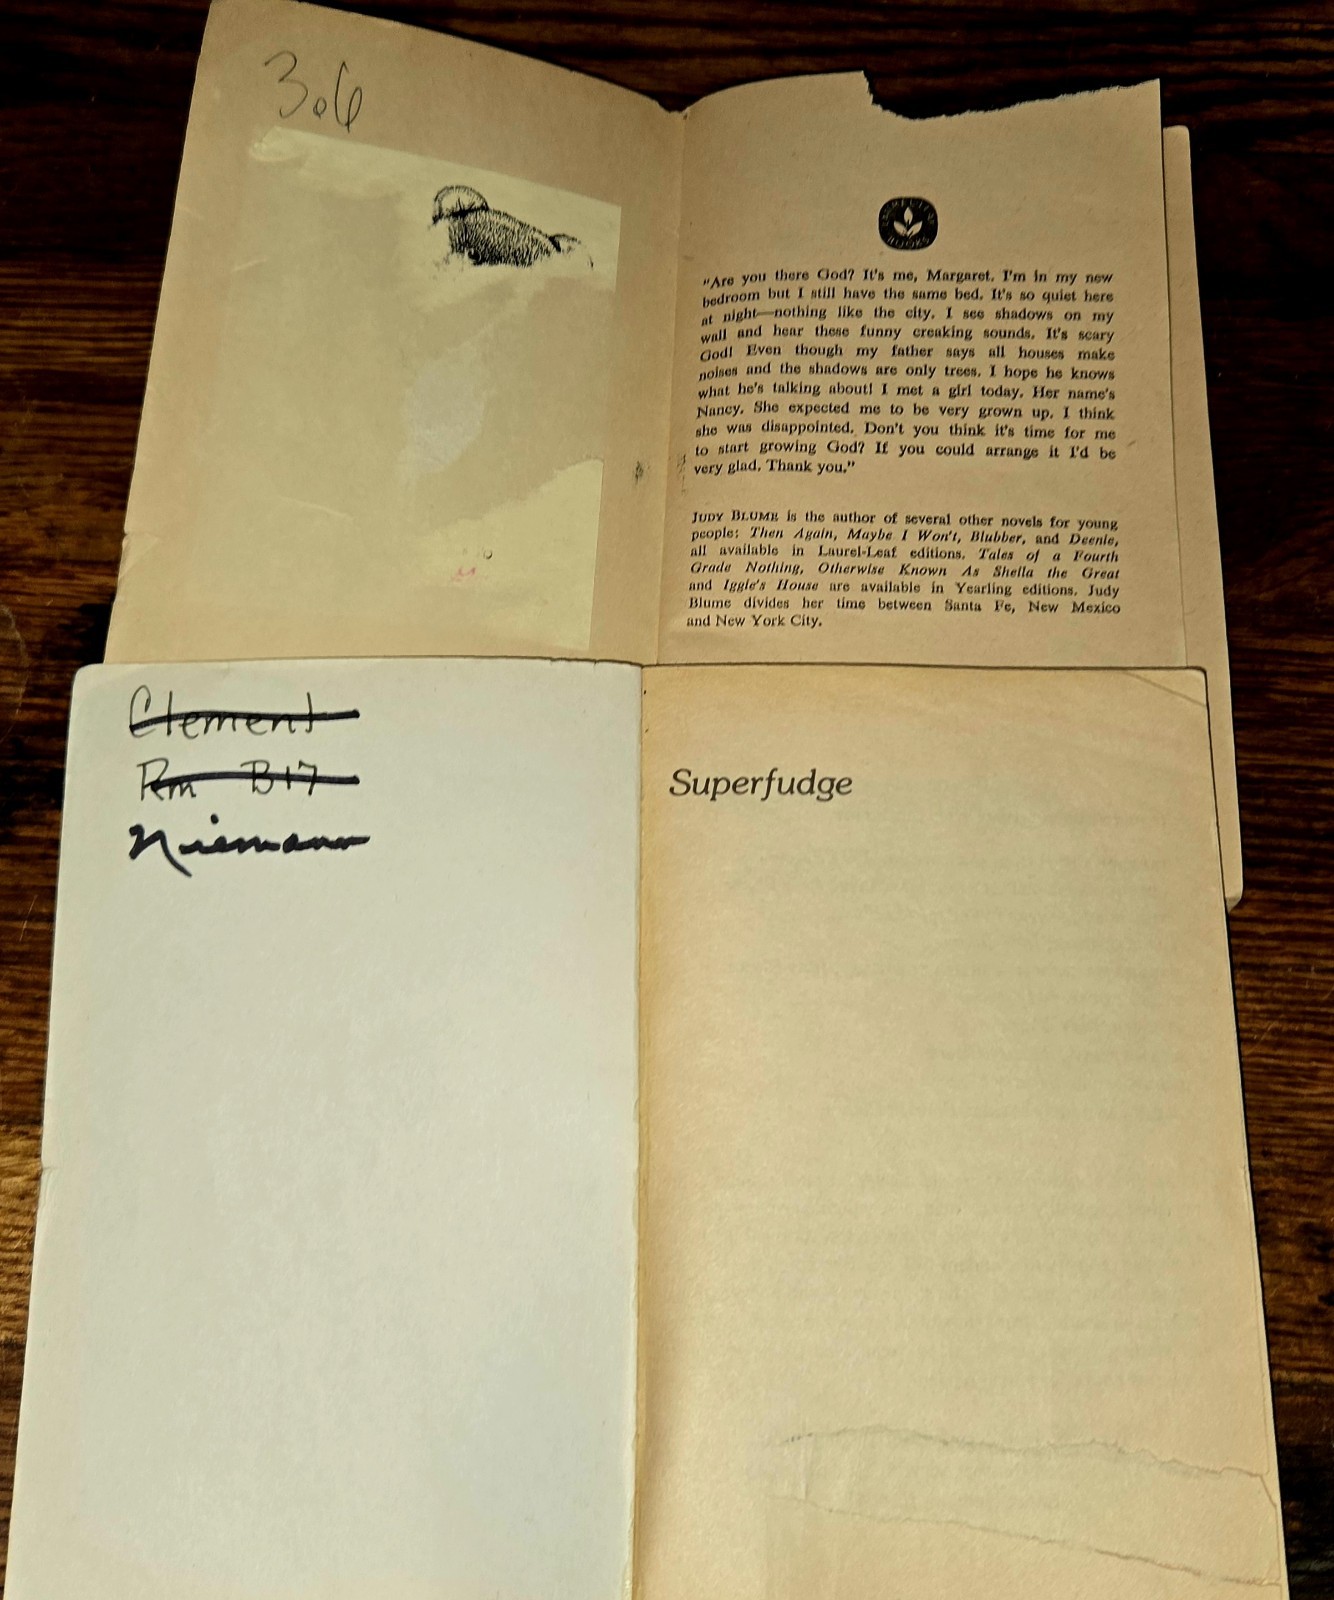 3.6
LAUREL-LEAF
BOOKS
"Are you there God? It's me, Margaret. I'm in my new
bedroom but I still have the same bed. It's so quiet here
at night—nothing like the city. I see shadows on my
wall and hear these funny creaking sounds. It's scary
God! Even though my father says all houses make
noises and the shadows are only trees. I hope he knows
what he's talking about! I met a girl today. Her name's
Nancy. She expected me to be very grown up. I think
she was disappointed. Don't you think it's time for me
to start growing God? If you could arrange it I'd be
very glad. Thank you."
JUDY BLUME is the author of several other novels for young
people: Then Again, Maybe I Won't, Blubber, and Deenie,
all available in Laurel-Leaf editions. Tales of a Fourth
Grade Nothing, Otherwise Known As Sheila the Great
and Iggie's House are available in Yearling editions. Judy
Blume divides her time between Santa Fe, New Mexico
and New York City.
Clement
Rm B17
Niemann
Superfudge